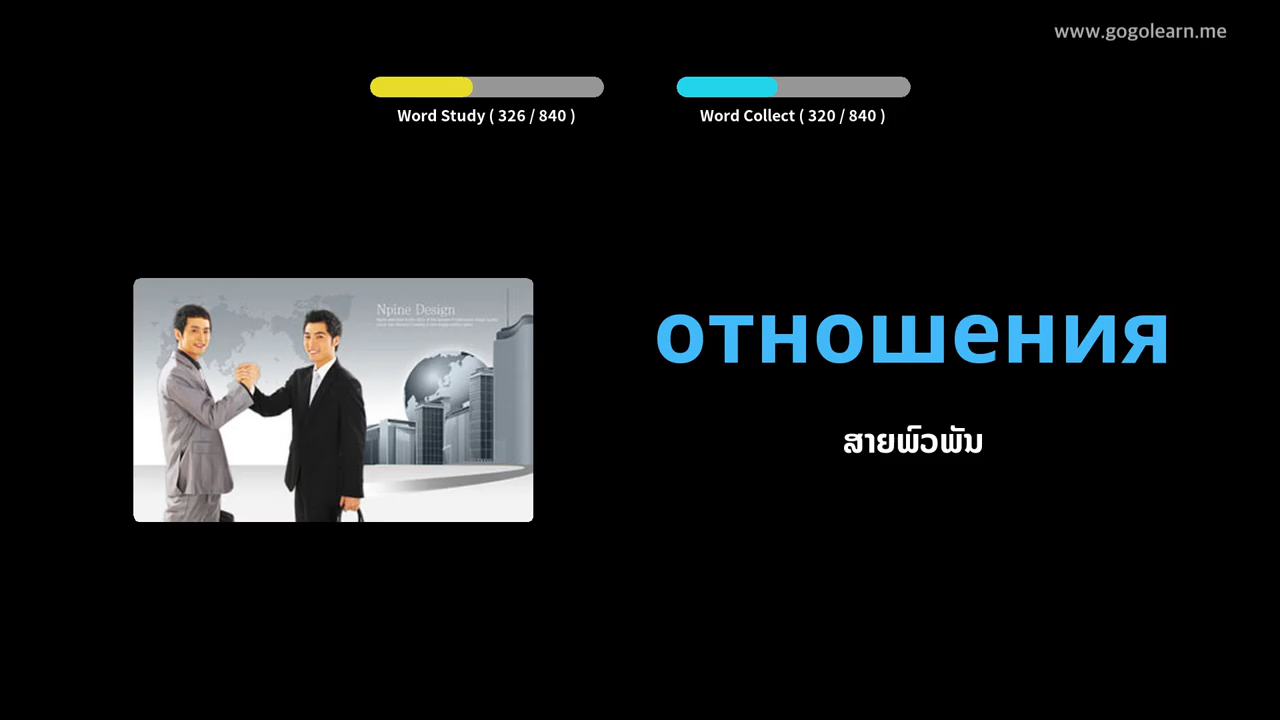 www.gogolearn.me
Word Study ( 326 / 840 )
Word Collect ( 320 / 840 )
Npine Design
отношения
ສາຍພົວພັນ